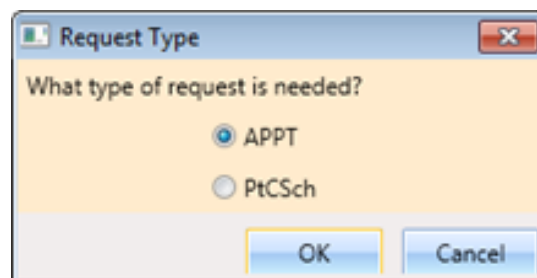 Request Type
What type of request is needed?
APPT
PtCSch
OK Cancel